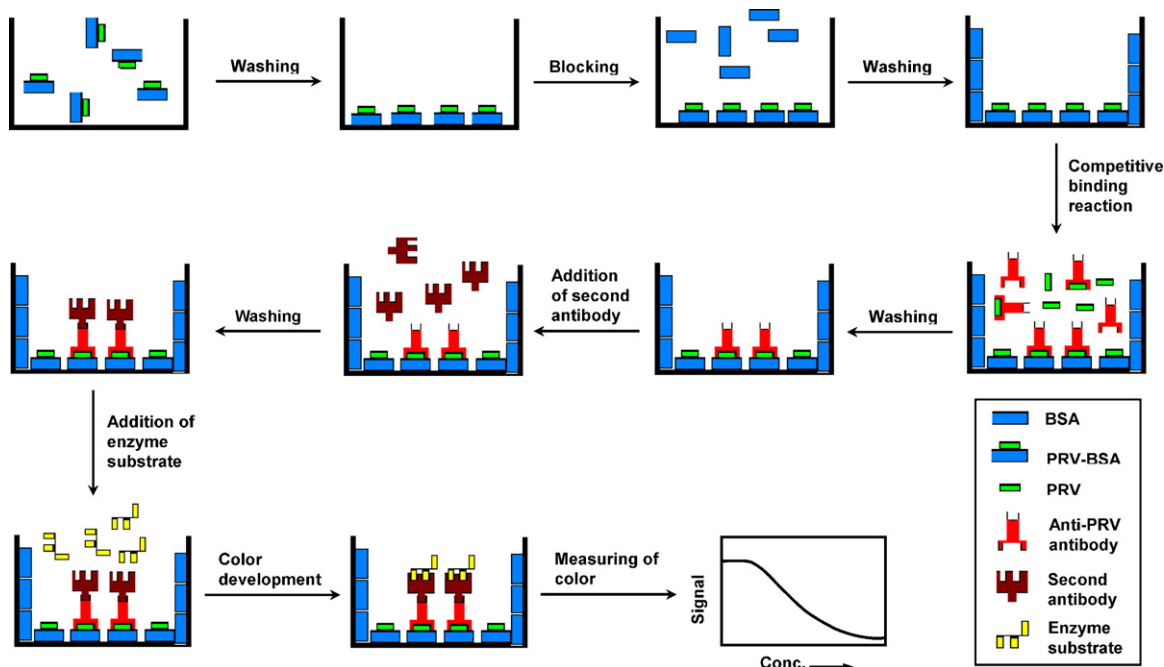 Washing
Blocking
Washing
Competitive
binding
reaction
Washing
Addition
of second
antibody
Washing
Addition of
enzyme
substrate
Color
development
Measuring of
color
Signal
Conc.
BSA
PRV-BSA
PRV
Anti-PRV
antibody
Second
antibody
Enzyme
substrate